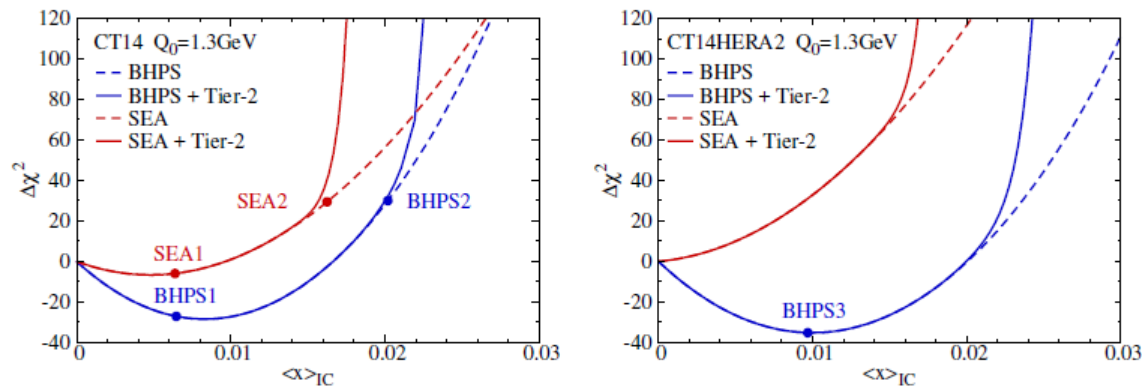 CT14 Q₀=1.3GeV
BHPS
BHPS + Tier-2
SEA
SEA + Tier-2
SEA2
BHPS2
SEA1
BHPS1
Δχ²
120
100
80
60
40
20
0
-20
-40
0
0.01
0.02
0.03
<x>IC
CT14HERA2 Q₀=1.3GeV
BHPS
BHPS + Tier-2
SEA
SEA + Tier-2
BHPS3
Δχ²
120
100
80
60
40
20
0
-20
-40
0
0.01
0.02
0.03
<x>IC